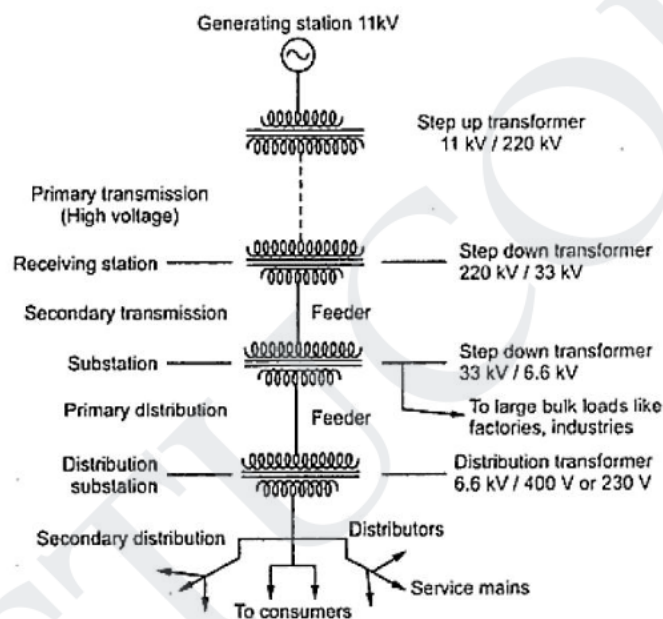 Generating station 11kV
Step up transformer
11 kV / 220 kV
Primary transmission
(High voltage)
Receiving station
Step down transformer
220 kV / 33 kV
Secondary transmission
Feeder
Substation
Step down transformer
33 kV / 6.6 kV
Primary distribution
Feeder
To large bulk loads like
factories, industries
Distribution
substation
Distribution transformer
6.6 kV / 400 V or 230 V
Secondary distribution
Distributors
Service mains
To consumers